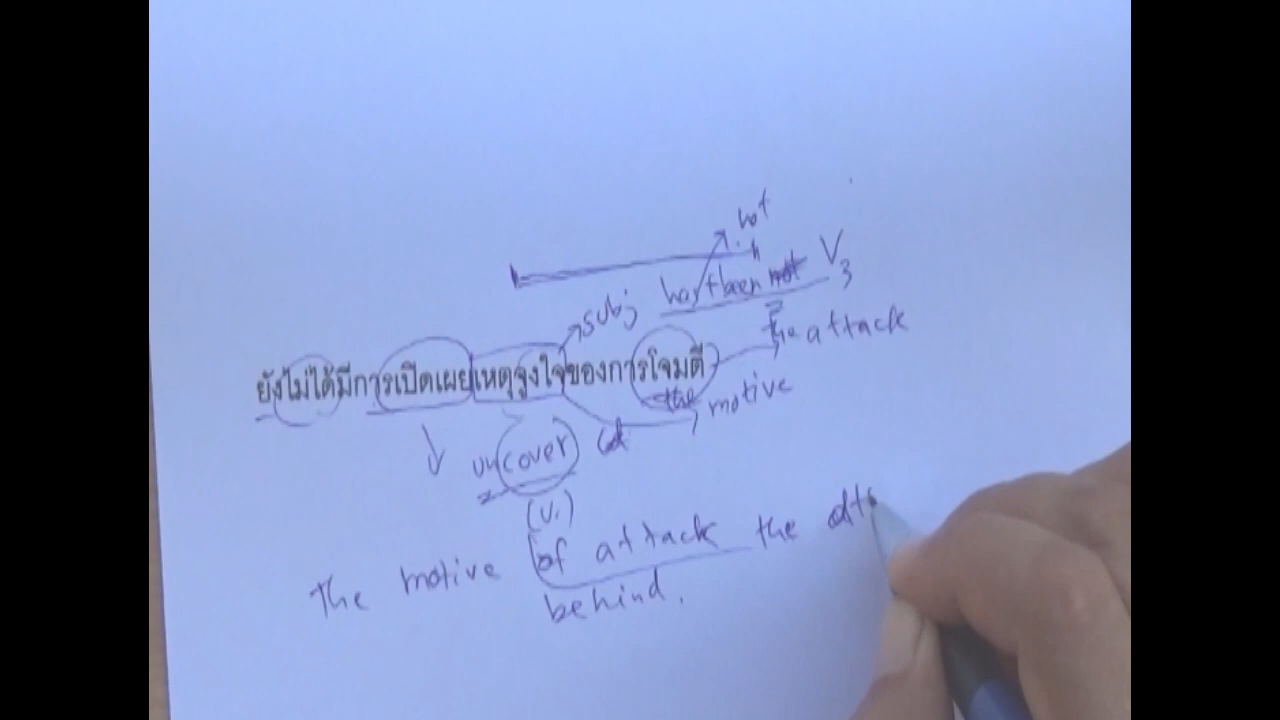 not
has been not V3
subj
the attack
ยังไม่ได้มีการเปิดเผยเหตุจูงใจของการโจมตี
the motive
uncover
(v.)
The motive of attack the att
behind.